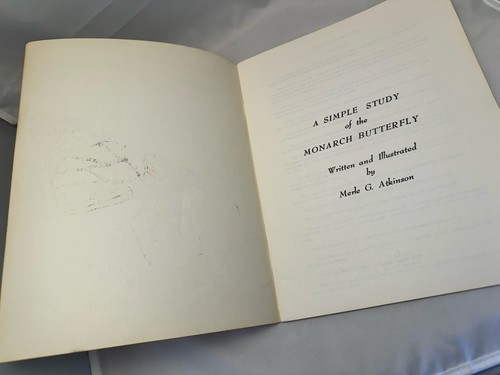 A SIMPLE STUDY
of the
MONARCH BUTTERFLY
Written and Illustrated
by
Merle G. Atkinson